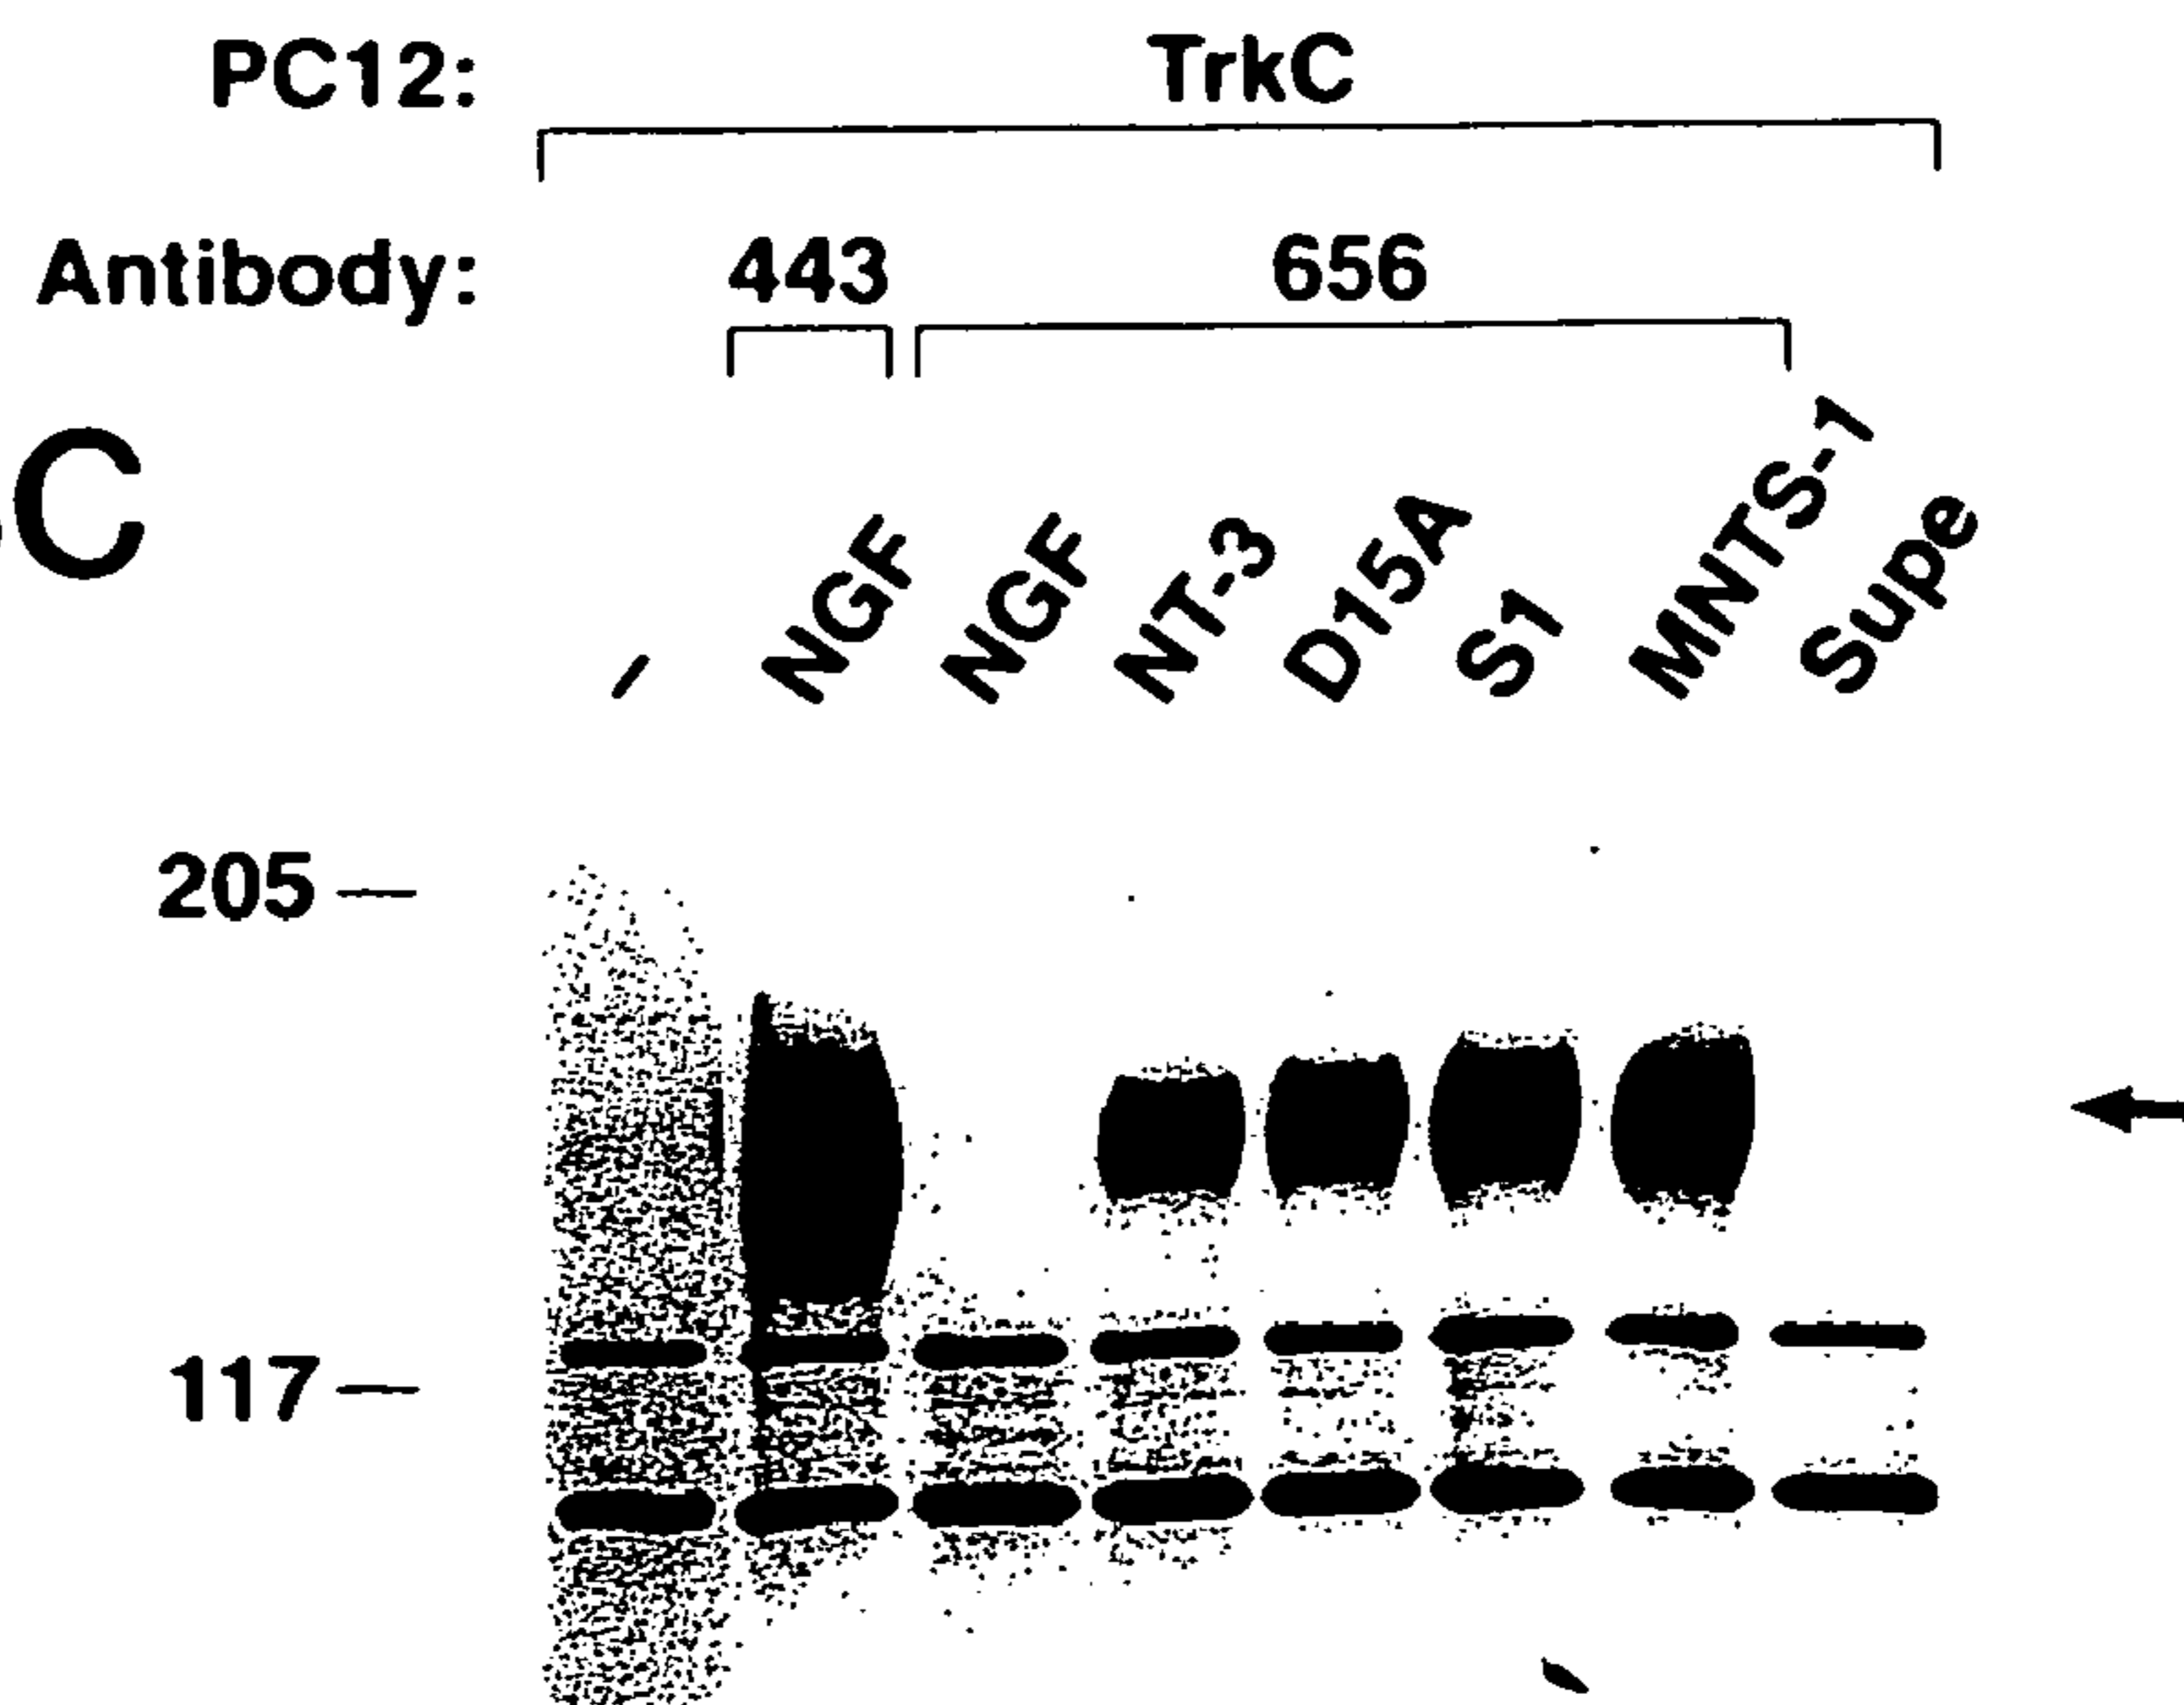 PC12: TrkC
Antibody: 443 656
C
- NGF NGF NT-3 D15A S1 MNTS-1 Supe
205 —
117 —